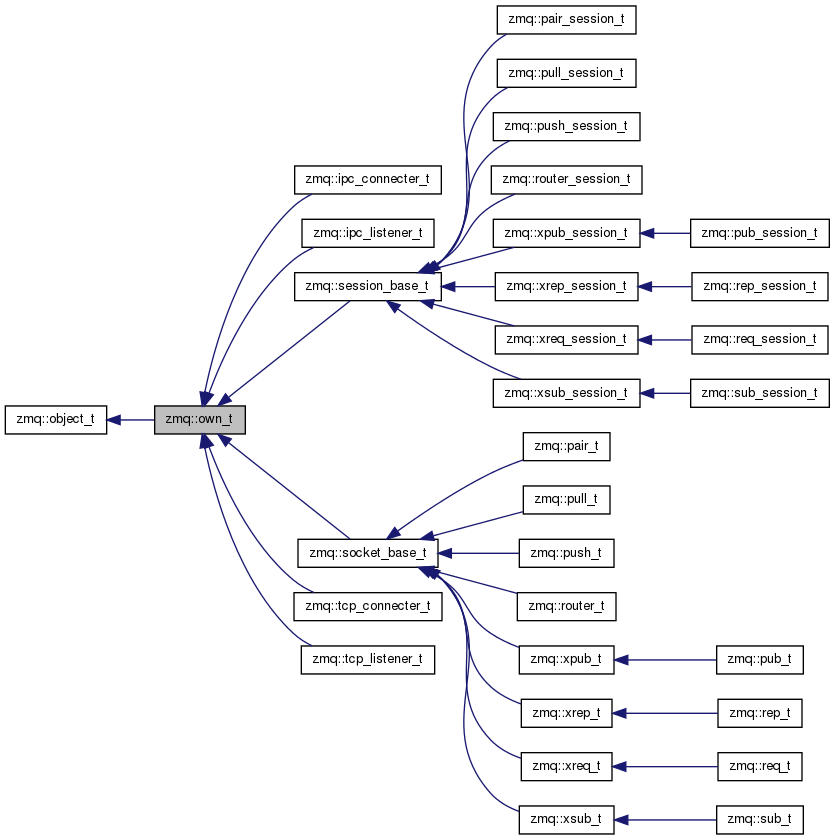 zmq::pair_session_t
zmq::pull_session_t
zmq::push_session_t
zmq::ipc_connecter_t
zmq::router_session_t
zmq::ipc_listener_t
zmq::xpub_session_t
zmq::pub_session_t
zmq::session_base_t
zmq::xrep_session_t
zmq::rep_session_t
zmq::xreq_session_t
zmq::req_session_t
zmq::xsub_session_t
zmq::sub_session_t
zmq::object_t
zmq::own_t
zmq::pair_t
zmq::pull_t
zmq::socket_base_t
zmq::push_t
zmq::tcp_connecter_t
zmq::router_t
zmq::tcp_listener_t
zmq::xpub_t
zmq::pub_t
zmq::xrep_t
zmq::rep_t
zmq::xreq_t
zmq::req_t
zmq::xsub_t
zmq::sub_t